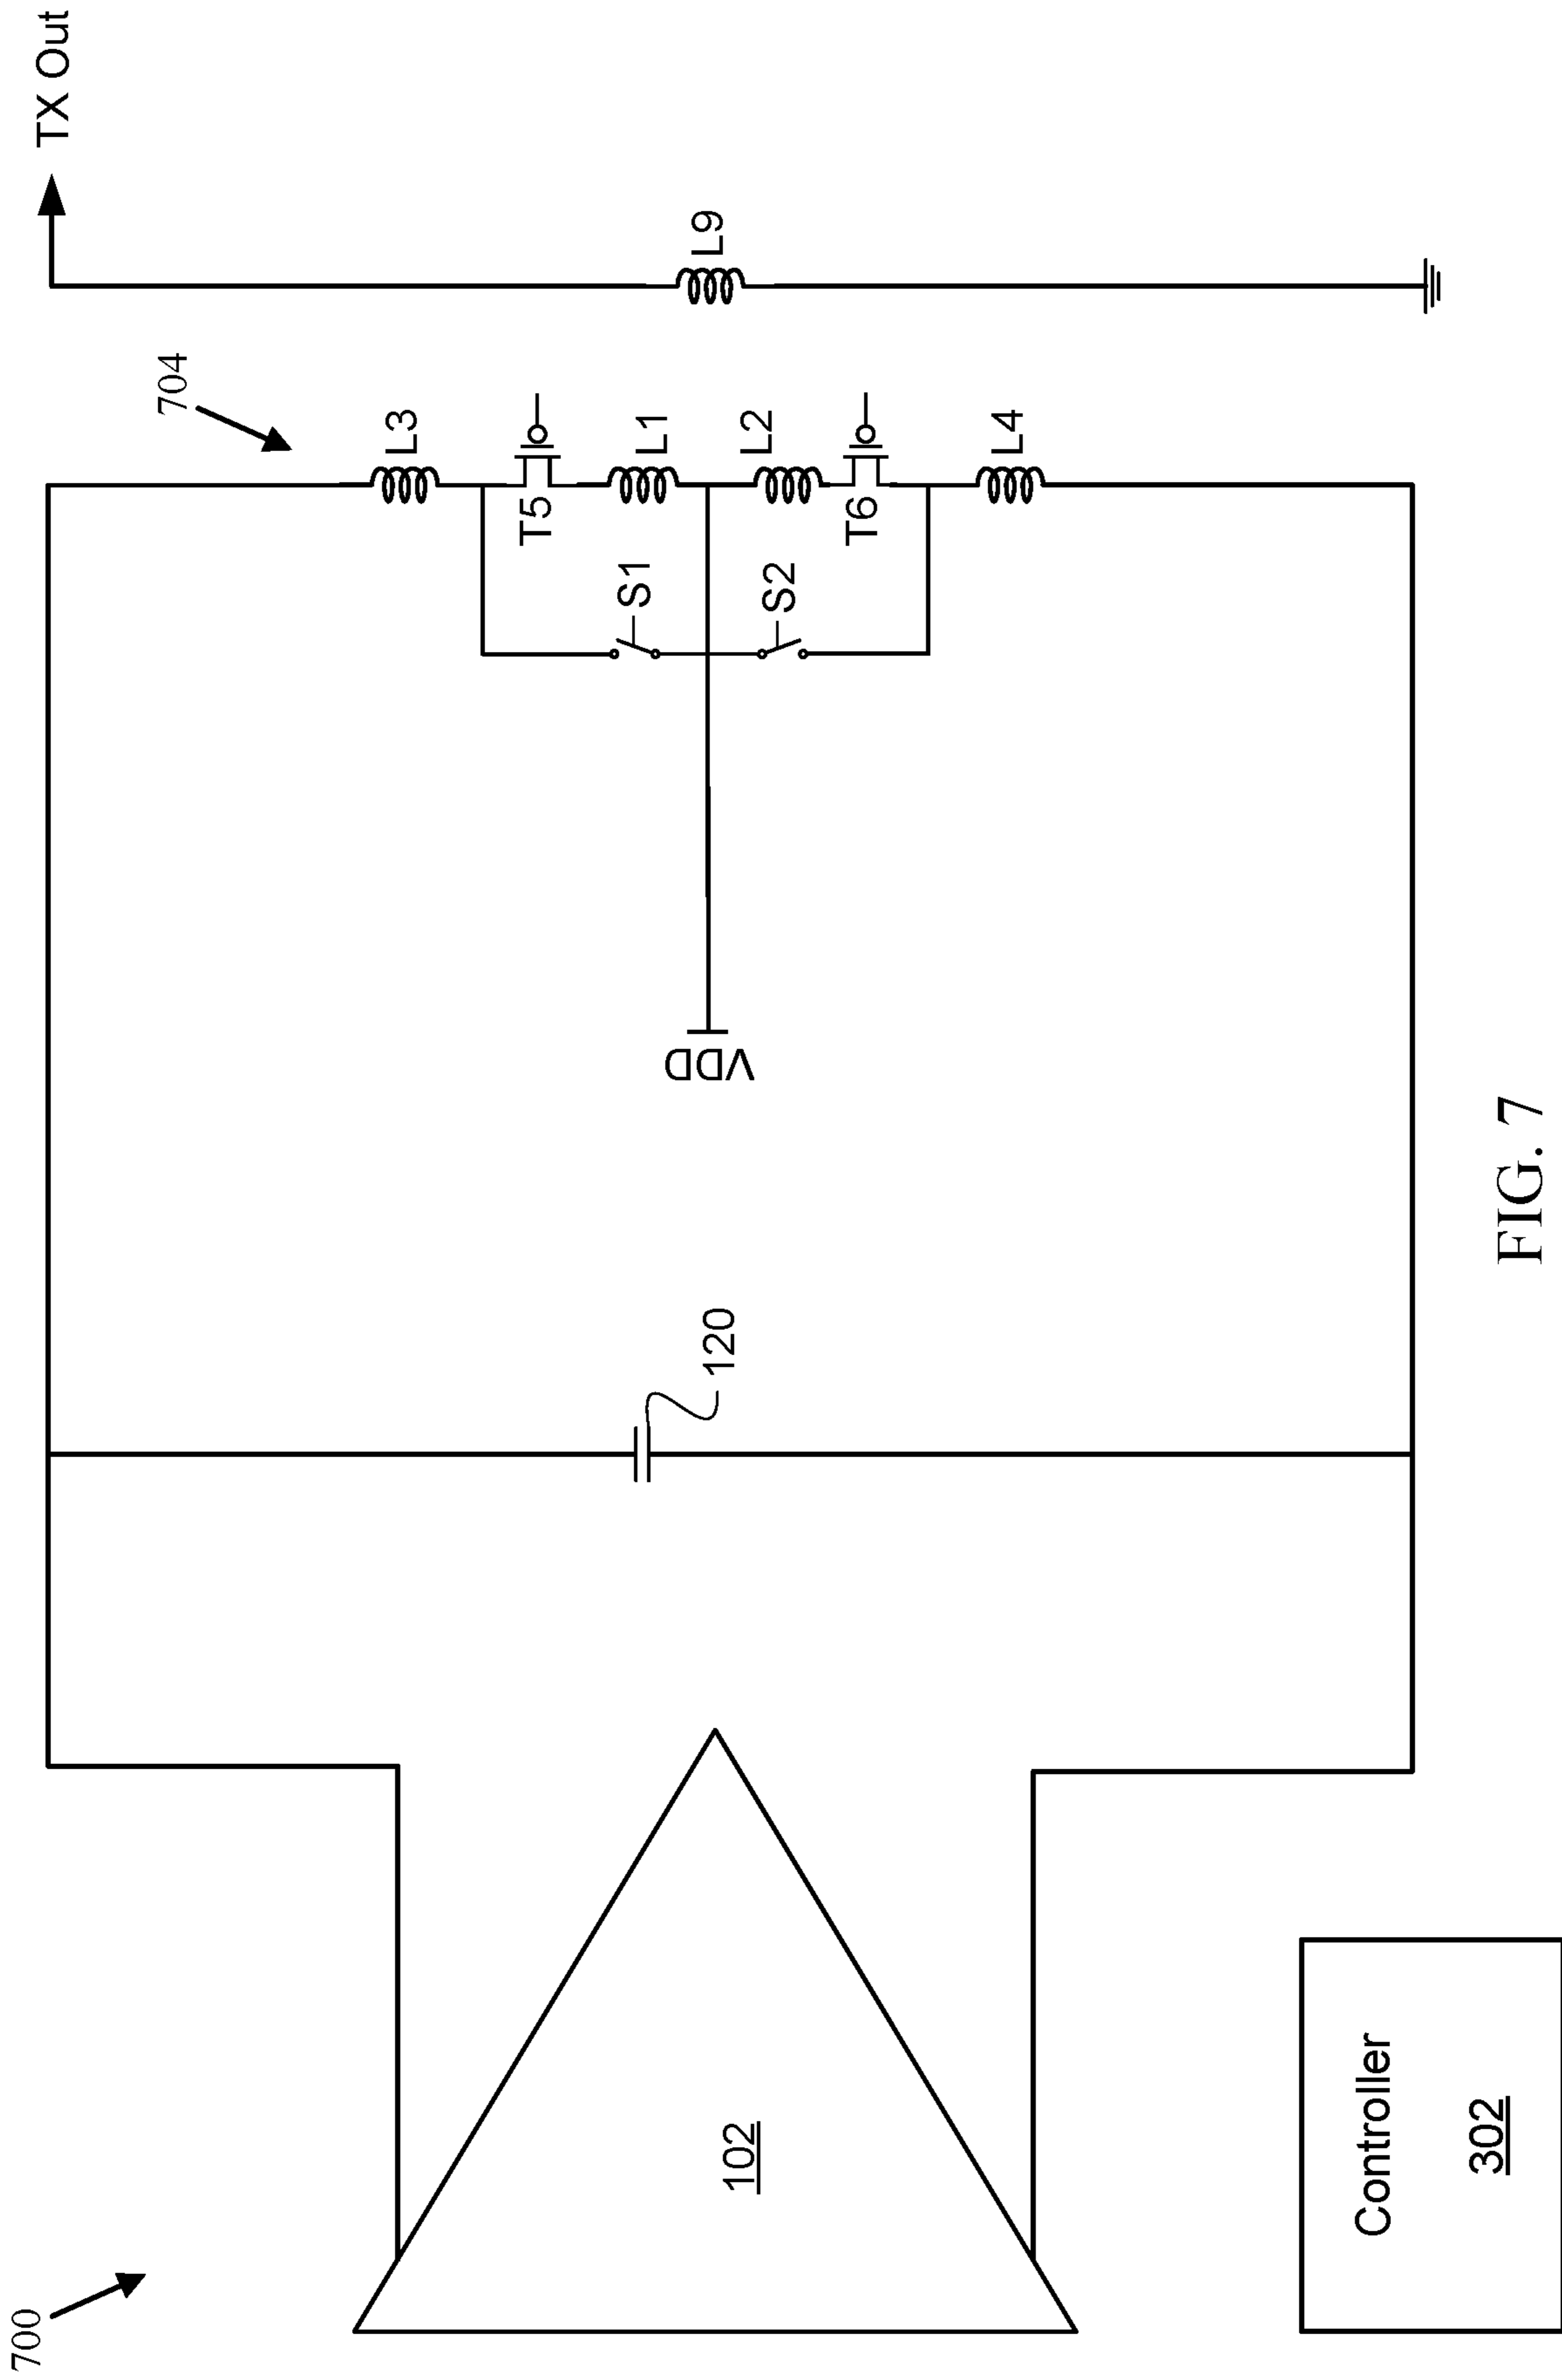 700
102
Controller
302
120
VDD
S1
S2
704
L3
T5
L1
L2
T6
L4
L9
TX Out
FIG. 7